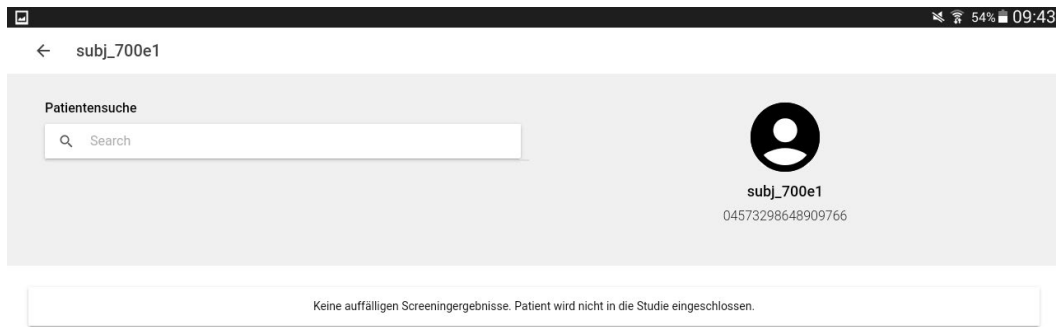 54% 09:43
subj_700e1
Patientensuche
Search
subj_700e1
04573298648909766
Keine auffälligen Screeningergebnisse. Patient wird nicht in die Studie eingeschlossen.